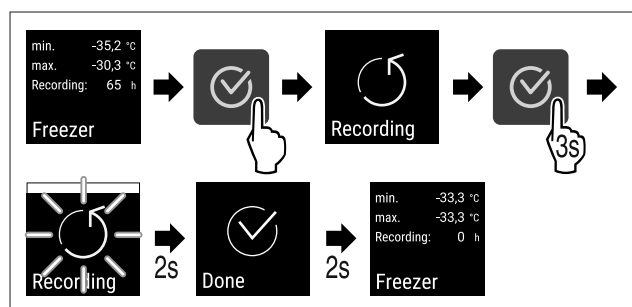 min. -35,2 °C
max. -30,3 °C
Recording: 65 h
Freezer
Recording
3s
Recording
2s
Done
2s
min. -33,3 °C
max. -33,3 °C
Recording: 0 h
Freezer